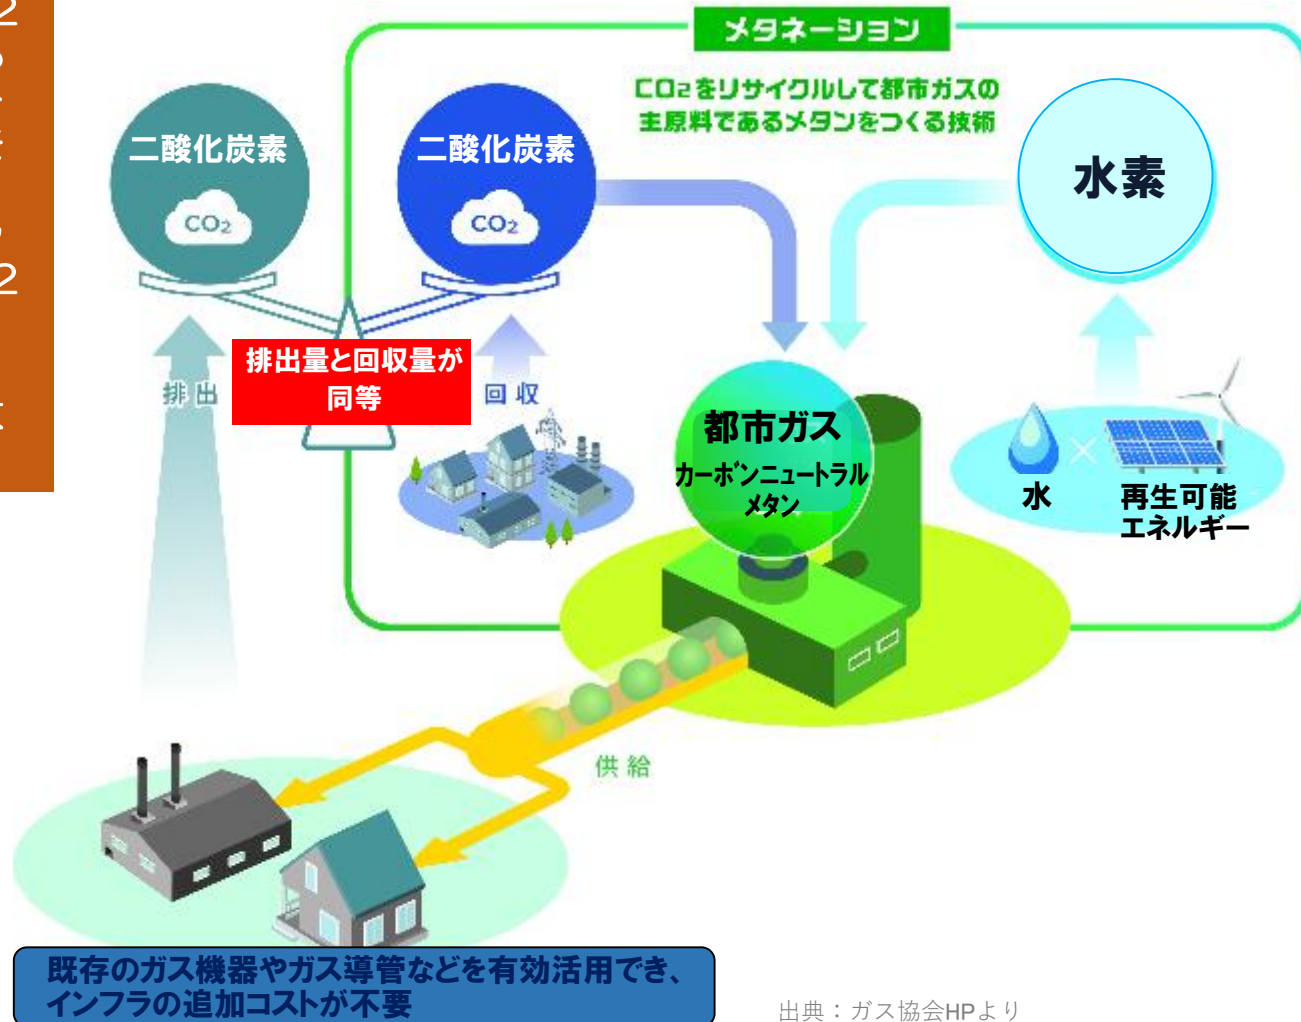 メタネーション
CO2をリサイクルして都市ガスの
主原料であるメタンをつくる技術
二酸化炭素
CO2
二酸化炭素
CO2
水素
排出
排出量と回収量が
同等
回収
都市ガス
カーボンニュートラル
メタン
水
再生可能
エネルギー
供給
既存のガス機器やガス導管などを有効活用でき、
インフラの追加コストが不要
出典：ガス協会HPより